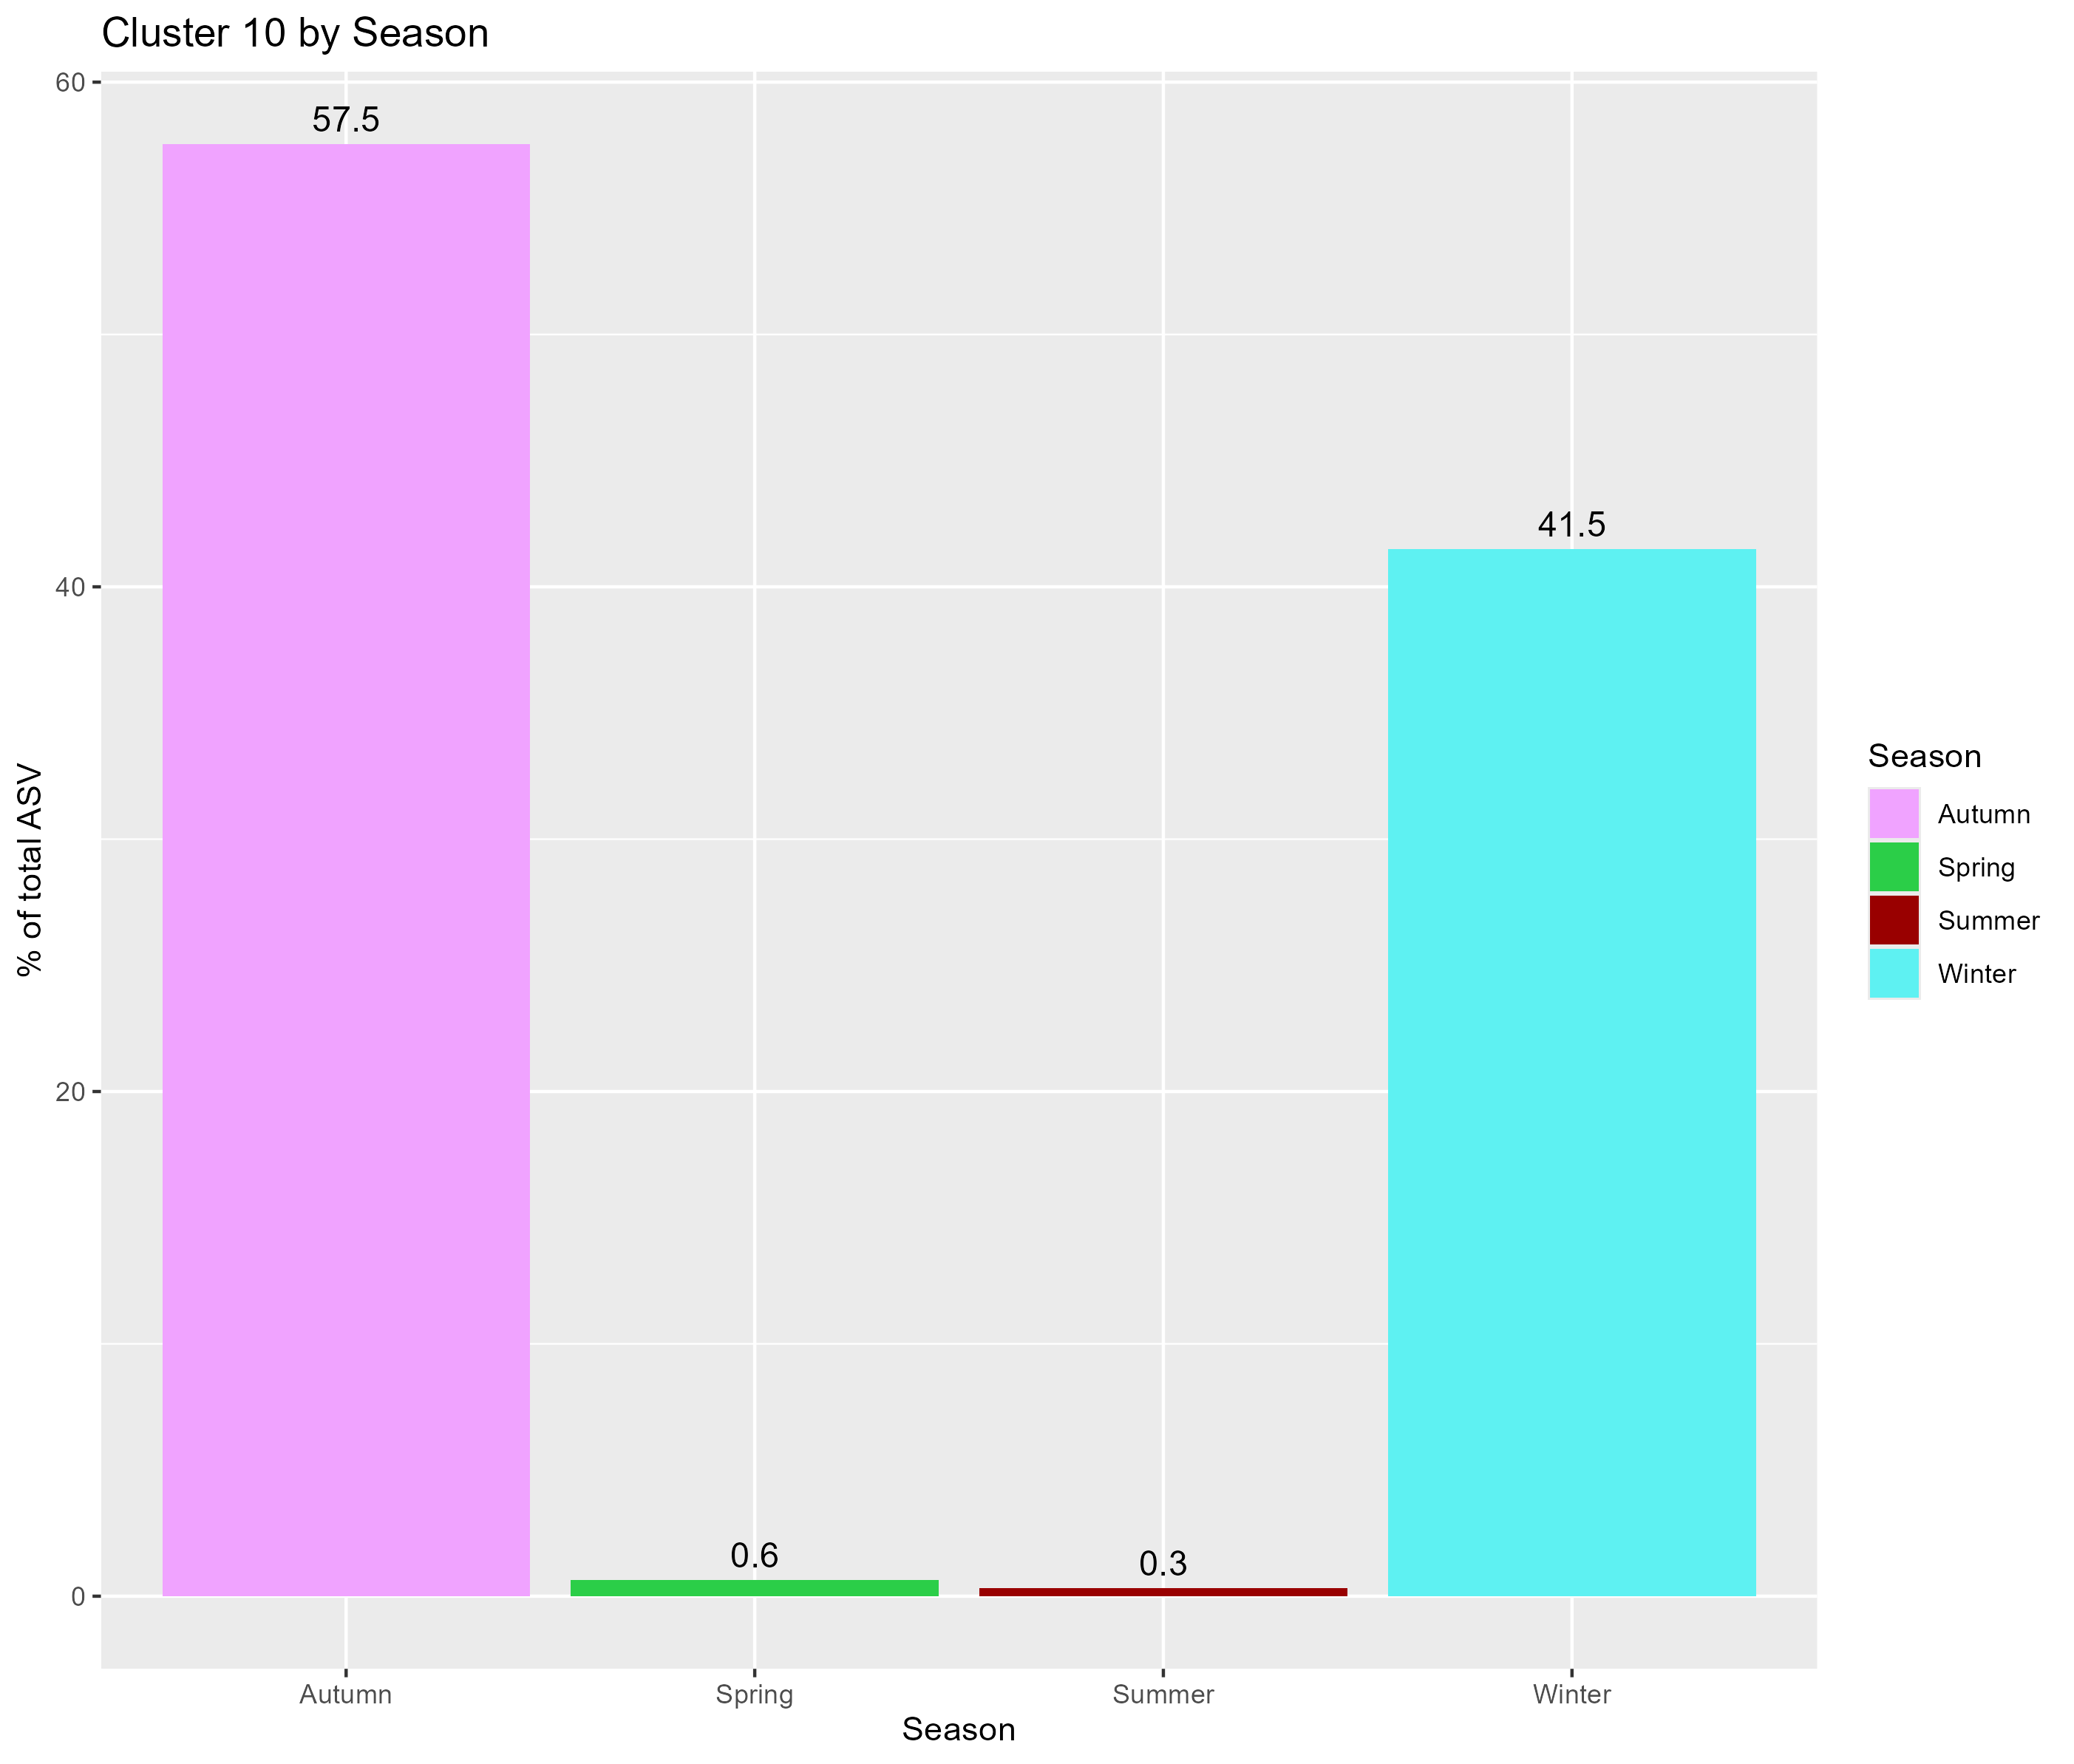 Cluster 10 by Season
60
40
20
0
% of total ASV
57.5
0.6
0.3
41.5
Autumn
Spring
Summer
Winter
Season
Season
Autumn
Spring
Summer
Winter